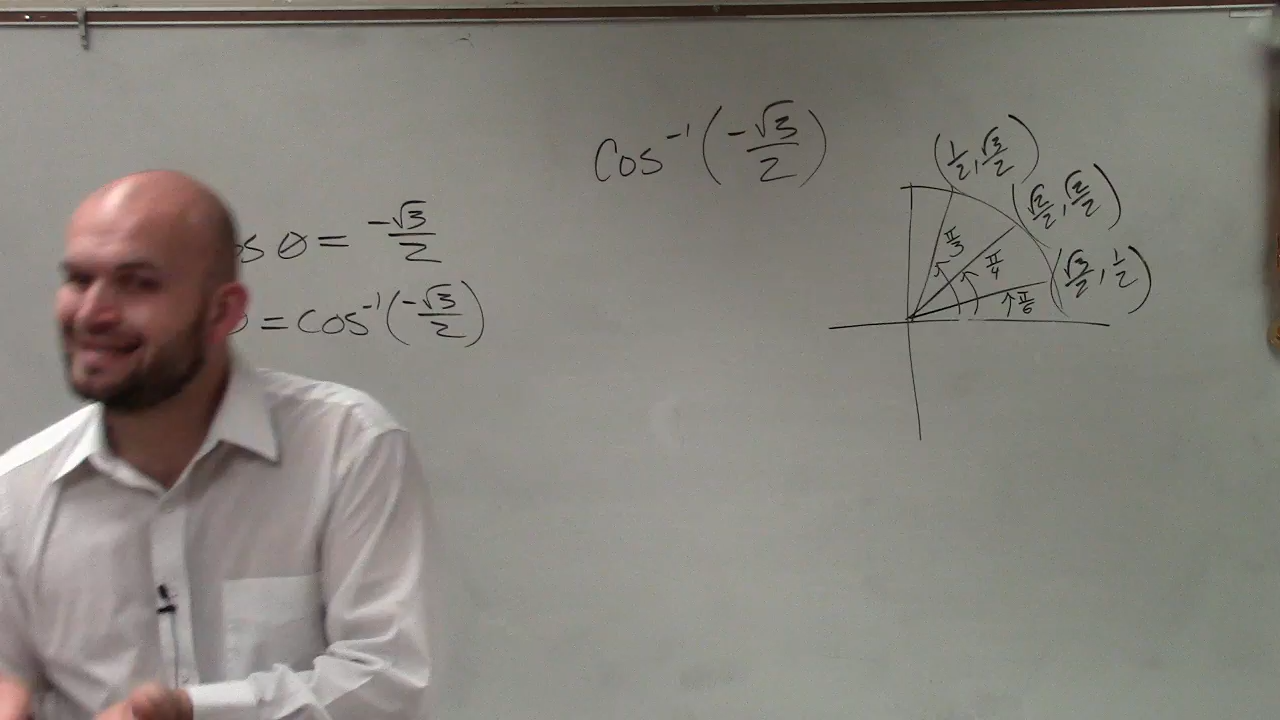 Cos⁻¹(-√3/2)
(1/2, √3/2)
(√2/2, √2/2)
(√3/2, 1/2)
π/3
π/4
π/6
os θ = -√3/2
θ = cos⁻¹(-√3/2)